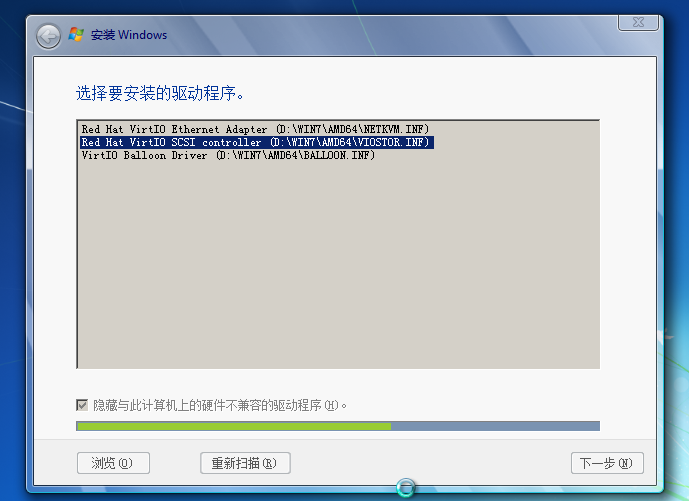 安装 Windows
选择要安装的驱动程序。
Red Hat VirtIO Ethernet Adapter (D:\WIN7\AMD64\NETKVM.INF)
Red Hat VirtIO SCSI controller (D:\WIN7\AMD64\VIOSTOR.INF)
VirtIO Balloon Driver (D:\WIN7\AMD64\BALLOON.INF)
隐藏与此计算机上的硬件不兼容的驱动程序(H)。
浏览(O) 重新扫描(R) 下一步(N)